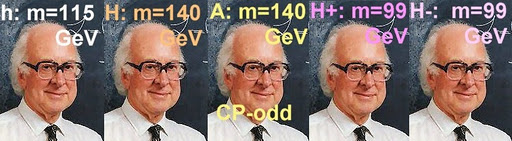 h: m=115 GeV
H: m=140 GeV
A: m=140 GeV
CP-odd
H+: m=99 GeV
H-: m=99 GeV